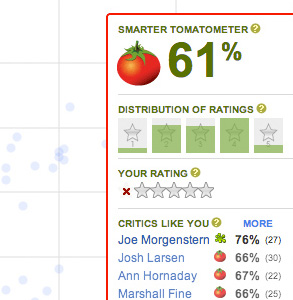 SMARTER TOMATOMETER ?
61%
DISTRIBUTION OF RATINGS ?
1 2 3 4 5
YOUR RATING ?
CRITICS LIKE YOU ? MORE
Joe Morgenstern 76% (27)
Josh Larsen 66% (30)
Ann Hornaday 67% (22)
Marshall Fine 66% (25)